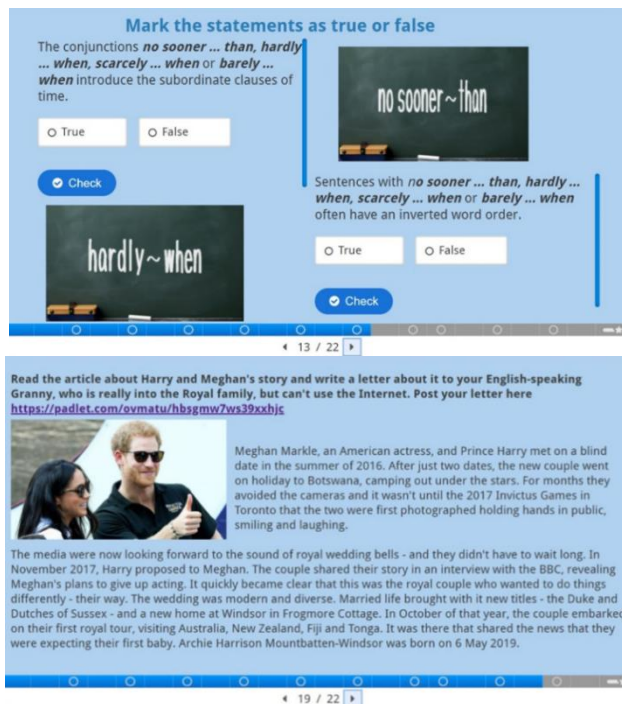 Mark the statements as true or false
The conjunctions no sooner ... than, hardly
... when, scarcely ... when or barely ...
when introduce the subordinate clauses of
time.
True
False
Check
hardly~when
no sooner~than
Sentences with no sooner ... than, hardly ...
when, scarcely ... when or barely ... when
often have an inverted word order.
True
False
Check
13 / 22
Read the article about Harry and Meghan's story and write a letter about it to your English-speaking
Granny, who is really into the Royal family, but can't use the Internet. Post your letter here
https://padlet.com/ovmatu/hbsgmw7ws39xxhjc
Meghan Markle, an American actress, and Prince Harry met on a blind
date in the summer of 2016. After just two dates, the new couple went
on holiday to Botswana, camping out under the stars. For months they
avoided the cameras and it wasn't until the 2017 Invictus Games in
Toronto that the two were first photographed holding hands in public,
smiling and laughing.
The media were now looking forward to the sound of royal wedding bells - and they didn't have to wait long. In
November 2017, Harry proposed to Meghan. The couple shared their story in an interview with the BBC, revealing
Meghan's plans to give up acting. It quickly became clear that this was the royal couple who wanted to do things
differently - their way. The wedding was modern and diverse. Married life brought with it new titles - the Duke and
Dutches of Sussex - and a new home at Windsor in Frogmore Cottage. In October of that year, the couple embarked
on their first royal tour, visiting Australia, New Zealand, Fiji and Tonga. It was there that shared the news that they
were expecting their first baby. Archie Harrison Mountbatten-Windsor was born on 6 May 2019.
19 / 22